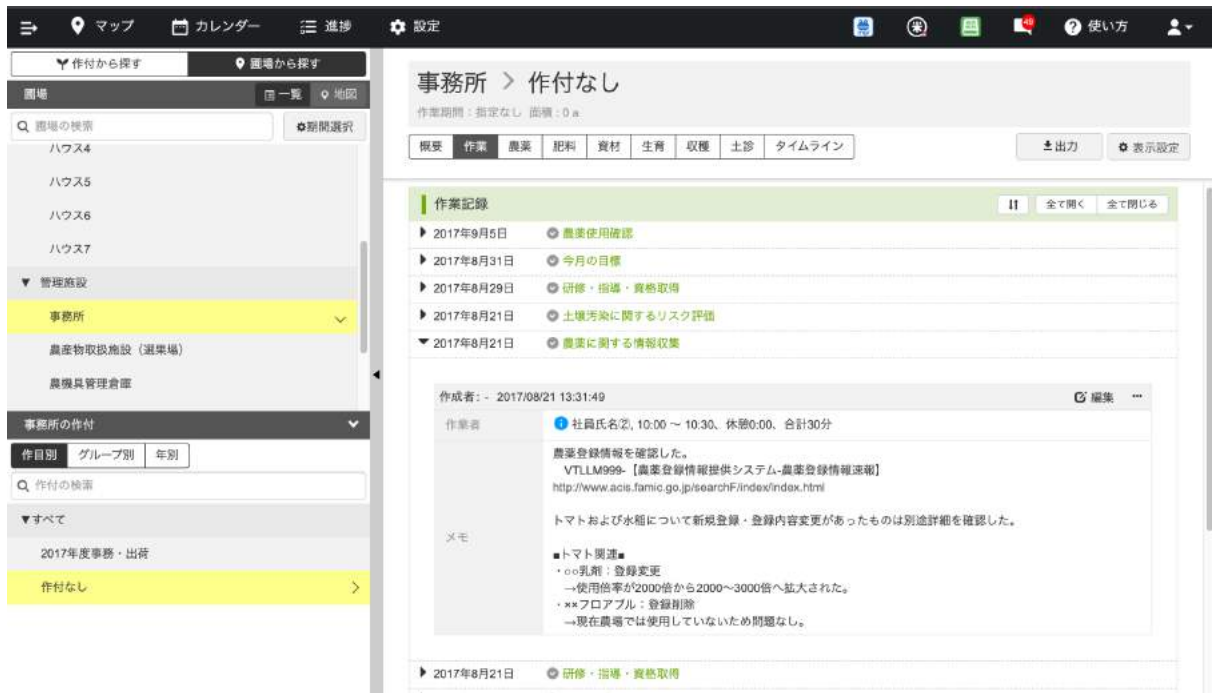 マップ カレンダー 進捗 設定 49 使い方
作付から探す 圃場から探す
圃場 一覧 地図
圃場の検索 期間選択
ハウス4
ハウス5
ハウス6
ハウス7
▼ 管理施設
事務所
農産物取扱施設（選果場）
農機具管理倉庫
事務所の作付
作目別 グループ別 年別
作付の検索
▼すべて
2017年度事務・出荷
作付なし
事務所 > 作付なし
作業期間：指定なし 面積：0 a
概要 作業 農薬 肥料 資材 生育 収穫 土診 タイムライン 出力 表示設定
作業記録 全て開く 全て閉じる
2017年9月5日 農薬使用確認
2017年8月31日 今月の目標
2017年8月29日 研修・指導・資格取得
2017年8月21日 土壌汚染に関するリスク評価
2017年8月21日 農薬に関する情報収集
作成者： - 2017/08/21 13:31:49 編集 ...
作業者 社員氏名②, 10:00 ～ 10:30、休憩0:00、合計30分
農薬登録情報を確認した。
VTLLM999-【農薬登録情報提供システム-農薬登録情報速報】
http://www.acis.famic.go.jp/searchF/index/index.html
トマトおよび水稲について新規登録・登録内容変更があったものは別途詳細を確認した。
メモ
■トマト関連■
・○○乳剤：登録変更
→使用倍率が2000倍から2000～3000倍へ拡大された。
・××フロアブル：登録削除
→現在農場では使用していないため問題なし。
2017年8月21日 研修・指導・資格取得